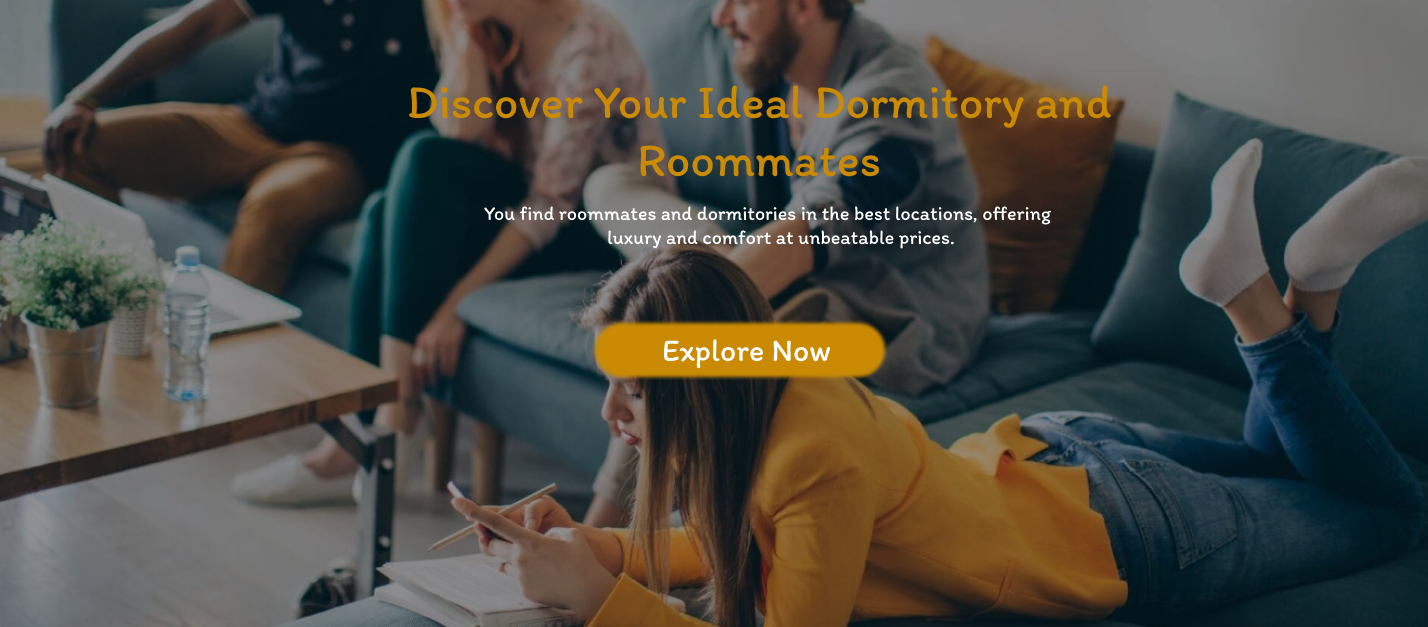 Discover Your Ideal Dormitory and
Roommates
You find roommates and dormitories in the best locations, offering
luxury and comfort at unbeatable prices.
Explore Now